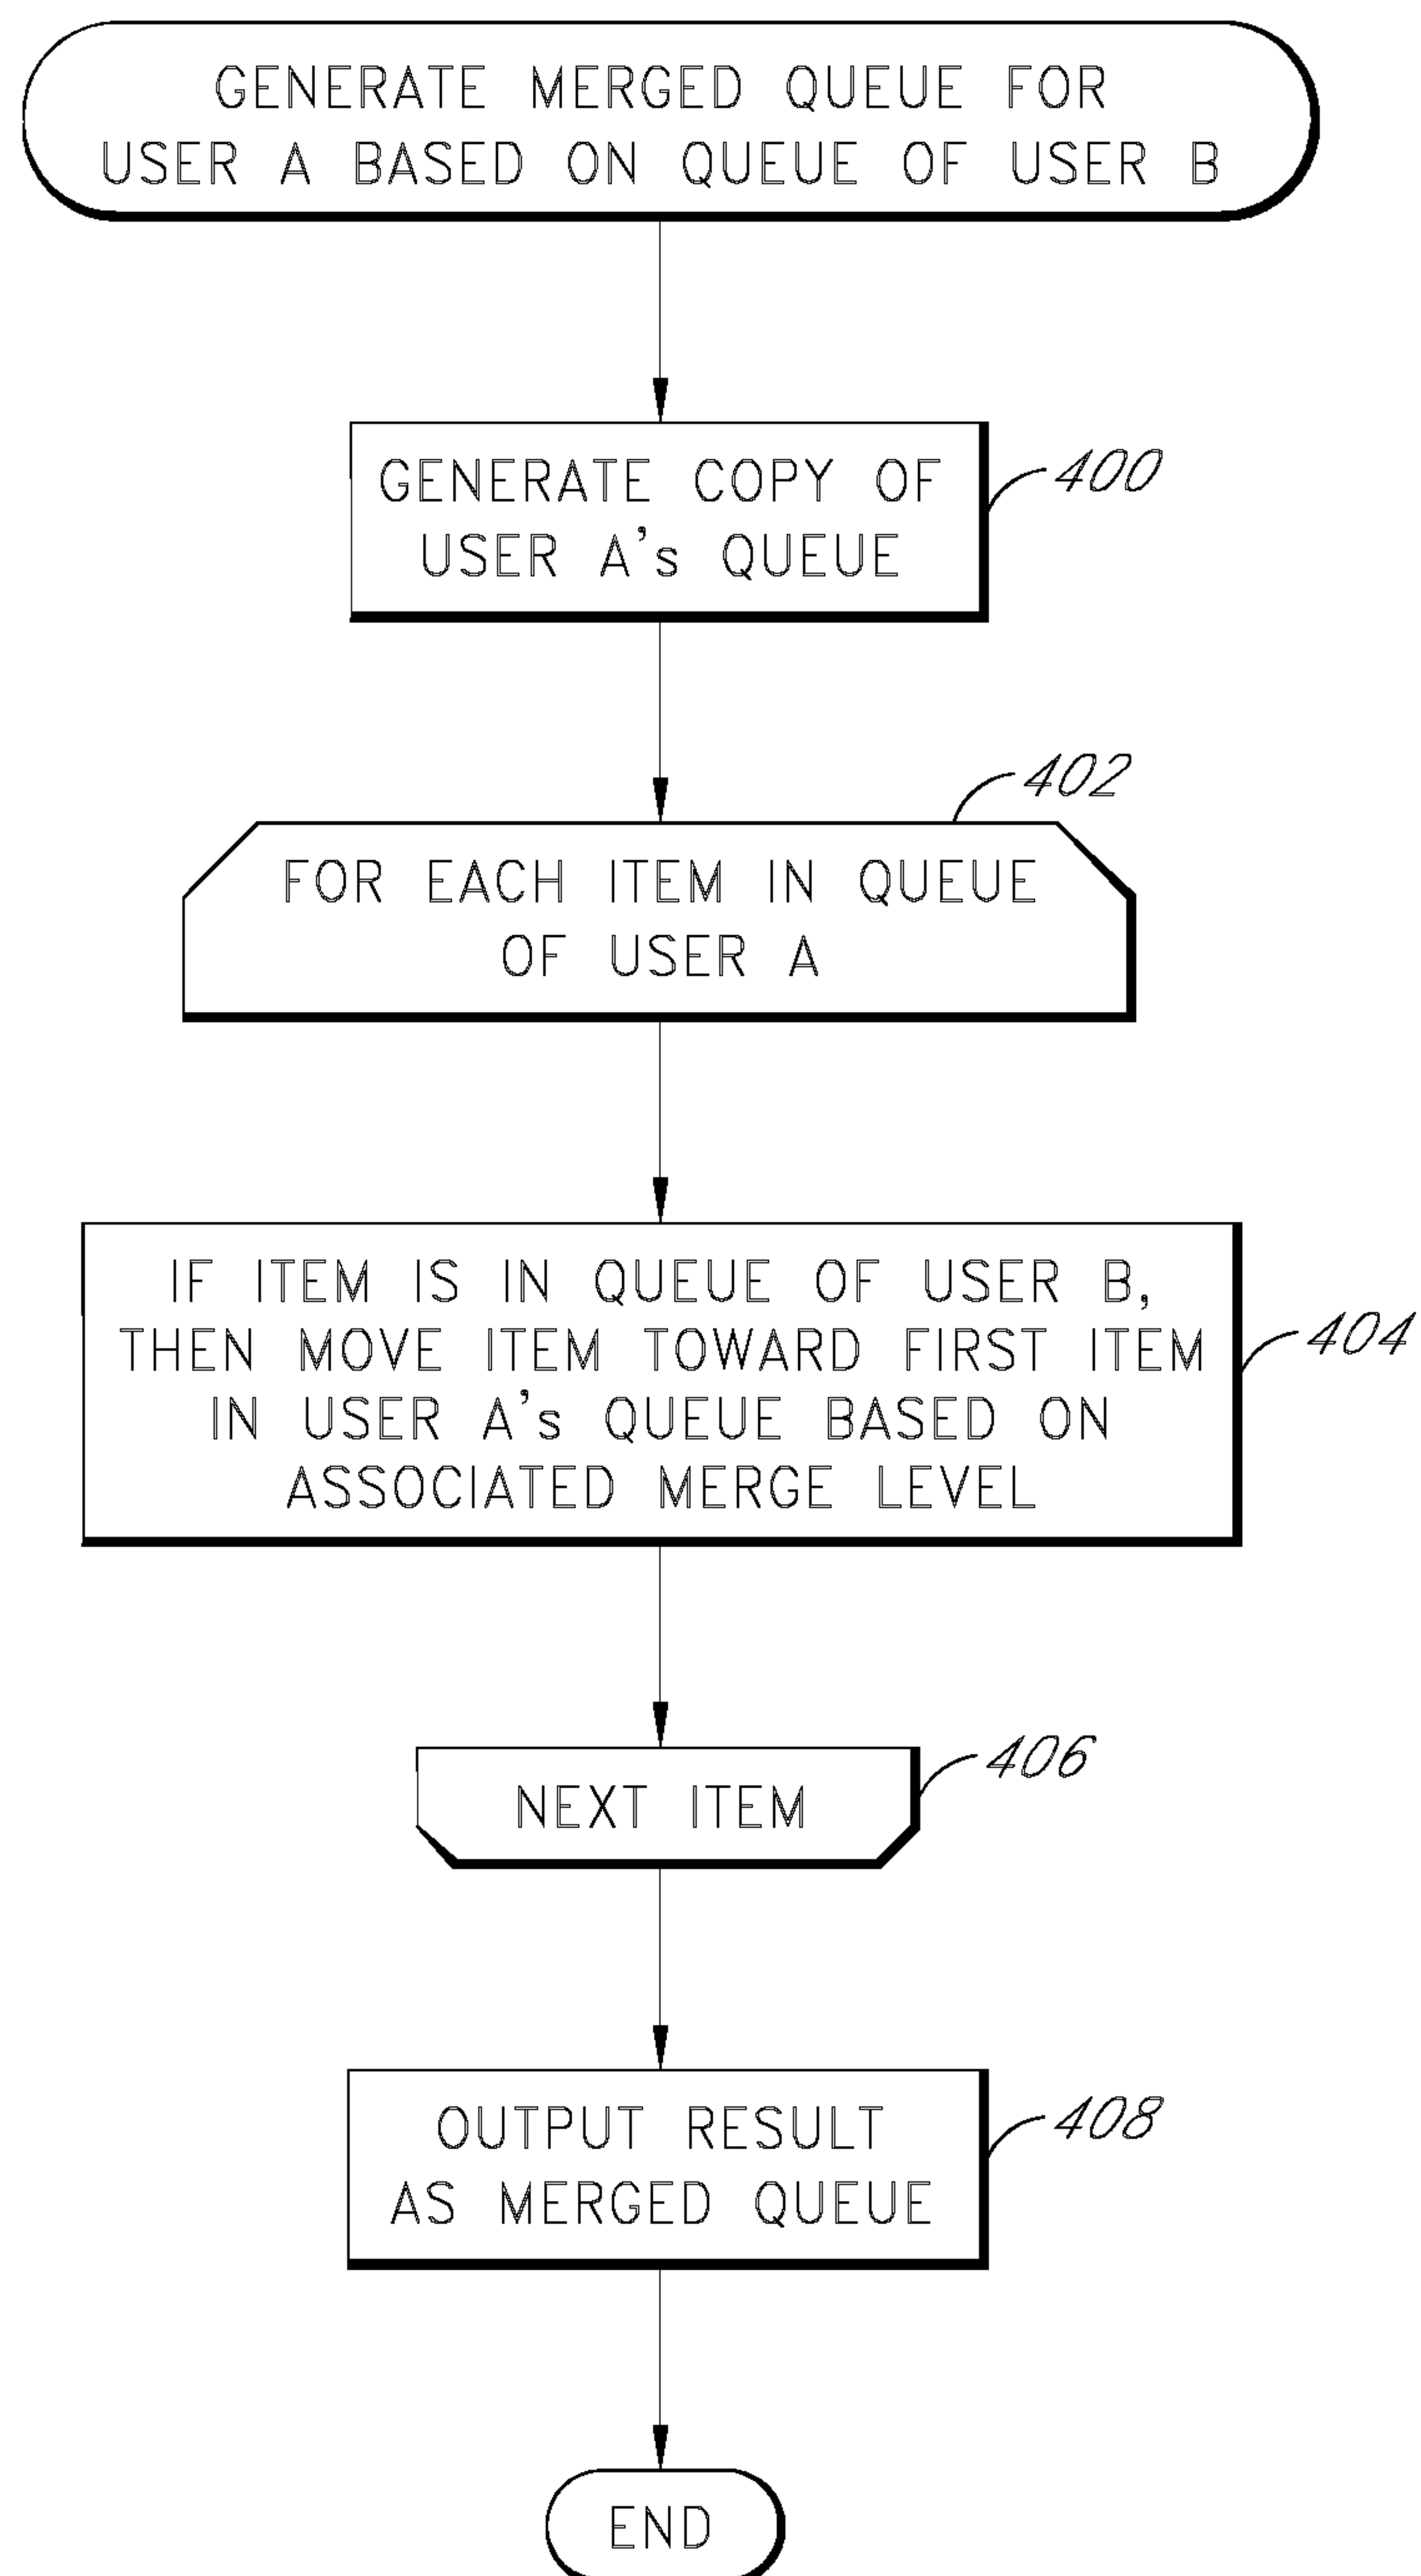 GENERATE MERGED QUEUE FOR
USER A BASED ON QUEUE OF USER B
GENERATE COPY OF
USER A's QUEUE
400
402
FOR EACH ITEM IN QUEUE
OF USER A
IF ITEM IS IN QUEUE OF USER B,
THEN MOVE ITEM TOWARD FIRST ITEM
IN USER A's QUEUE BASED ON
ASSOCIATED MERGE LEVEL
404
NEXT ITEM
406
OUTPUT RESULT
AS MERGED QUEUE
408
END